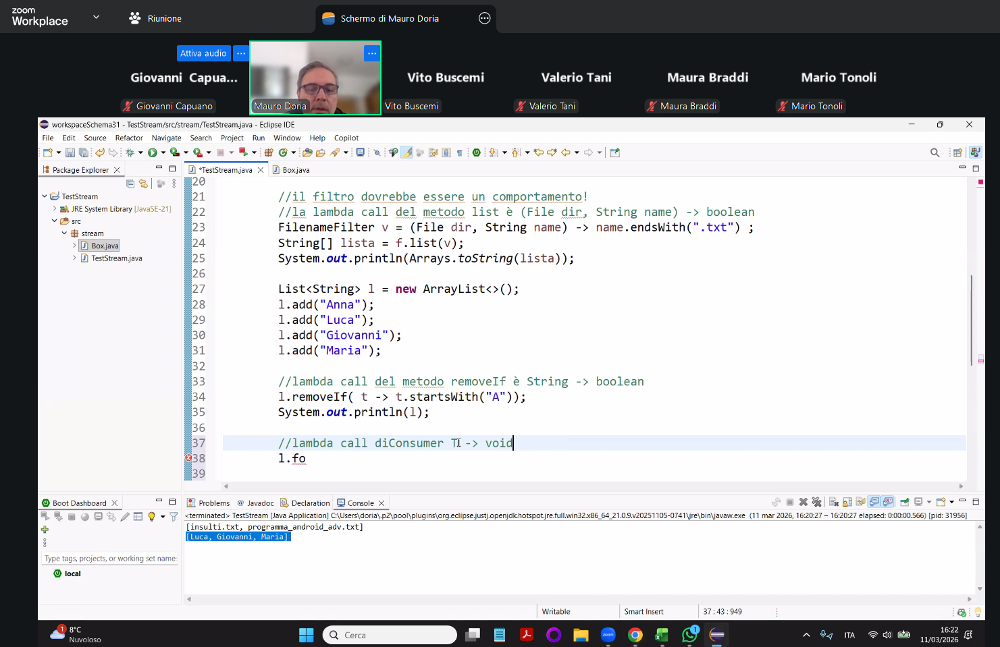 zoom
Workplace
Riunione
Schermo di Mauro Doria
Attiva audio
Giovanni Capua...
Vito Buscemi
Valerio Tani
Maura Braddi
Mario Tonoli
Giovanni Capuano
Mauro Doria
Vito Buscemi
Valerio Tani
Maura Braddi
Mario Tonoli
workspaceSchema31 - TestStream/src/stream/TestStream.java - Eclipse IDE
File Edit Source Refactor Navigate Search Project Run Window Help Copilot
Package Explorer
*TestStream.java
Box.java
TestStream
JRE System Library [JavaSE-21]
src
stream
Box.java
TestStream.java
20
21 //il filtro dovrebbe essere un comportamento!
22 //la lambda call del metodo list è (File dir, String name) -> boolean
23 FilenameFilter v = (File dir, String name) -> name.endsWith(".txt") ;
24 String[] lista = f.list(v);
25 System.out.println(Arrays.toString(lista));
26
27 List<String> l = new ArrayList<>();
28 l.add("Anna");
29 l.add("Luca");
30 l.add("Giovanni");
31 l.add("Maria");
32
33 //lambda call del metodo removeIf è String -> boolean
34 l.removeIf( t -> t.startsWith("A"));
35 System.out.println(l);
36
37 //lambda call diConsumer T -> void
38 l.fo
39
Boot Dashboard
Type tags, projects, or working set names
local
Problems
@ Javadoc
Declaration
Console
<terminated> TestStream [Java Application] C:\Users\doria\.p2\pool\plugins\org.eclipse.justj.openjdk.hotspot.jre.full.win32.x86_64_21.0.9.v20251105-0741\jre\bin\javaw.exe (11 mar 2026, 16:20:27 – 16:20:27 elapsed: 0:00:00.566) [pid: 31956]
[insulti.txt, programma_android_adv.txt]
[Luca, Giovanni, Maria]
Writable
Smart Insert
37 : 43 : 949
1
8°C
Nuvoloso
Cerca
zoom
1
ITA
16:22
11/03/2026